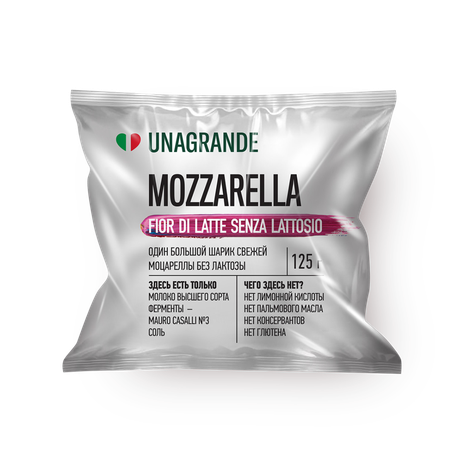 UNAGRANDE
MOZZARELLA
FIOR DI LATTE SENZA LATTOSIO
ОДИН БОЛЬШОЙ ШАРИК СВЕЖЕЙ
МОЦАРЕЛЛЫ БЕЗ ЛАКТОЗЫ
125 г
ЗДЕСЬ ЕСТЬ ТОЛЬКО
МОЛОКО ВЫСШЕГО СОРТА
ФЕРМЕНТЫ –
MAURO CASALLI №3
СОЛЬ
ЧЕГО ЗДЕСЬ НЕТ?
НЕТ ЛИМОННОЙ КИСЛОТЫ
НЕТ ПАЛЬМОВОГО МАСЛА
НЕТ КОНСЕРВАНТОВ
НЕТ ГЛЮТЕНА